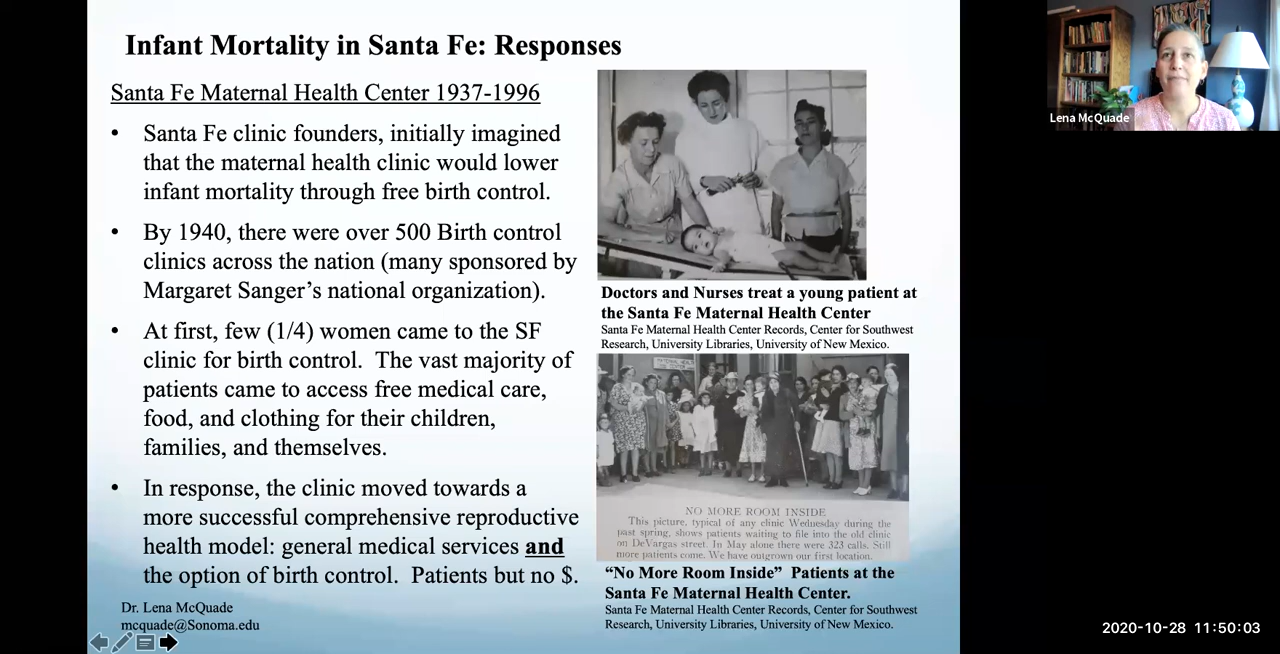 Infant Mortality in Santa Fe: Responses
Santa Fe Maternal Health Center 1937-1996
• Santa Fe clinic founders, initially imagined
that the maternal health clinic would lower
infant mortality through free birth control.
• By 1940, there were over 500 Birth control
clinics across the nation (many sponsored by
Margaret Sanger’s national organization).
• At first, few (1/4) women came to the SF
clinic for birth control. The vast majority of
patients came to access free medical care,
food, and clothing for their children,
families, and themselves.
• In response, the clinic moved towards a
more successful comprehensive reproductive
health model: general medical services and
the option of birth control. Patients but no $.
Dr. Lena McQuade
mcquade@Sonoma.edu
Doctors and Nurses treat a young patient at
the Santa Fe Maternal Health Center
Santa Fe Maternal Health Center Records, Center for Southwest
Research, University Libraries, University of New Mexico.
NO MORE ROOM INSIDE
This picture, typical of any clinic Wednesday during the
past spring, shows patients waiting to file into the old clinic
on DeVargas street. In May alone there were 323 calls. Still
more patients come. We have outgrown our first location.
“No More Room Inside” Patients at the
Santa Fe Maternal Health Center.
Santa Fe Maternal Health Center Records, Center for Southwest
Research, University Libraries, University of New Mexico.
Lena McQuade
2020-10-28 11:50:03